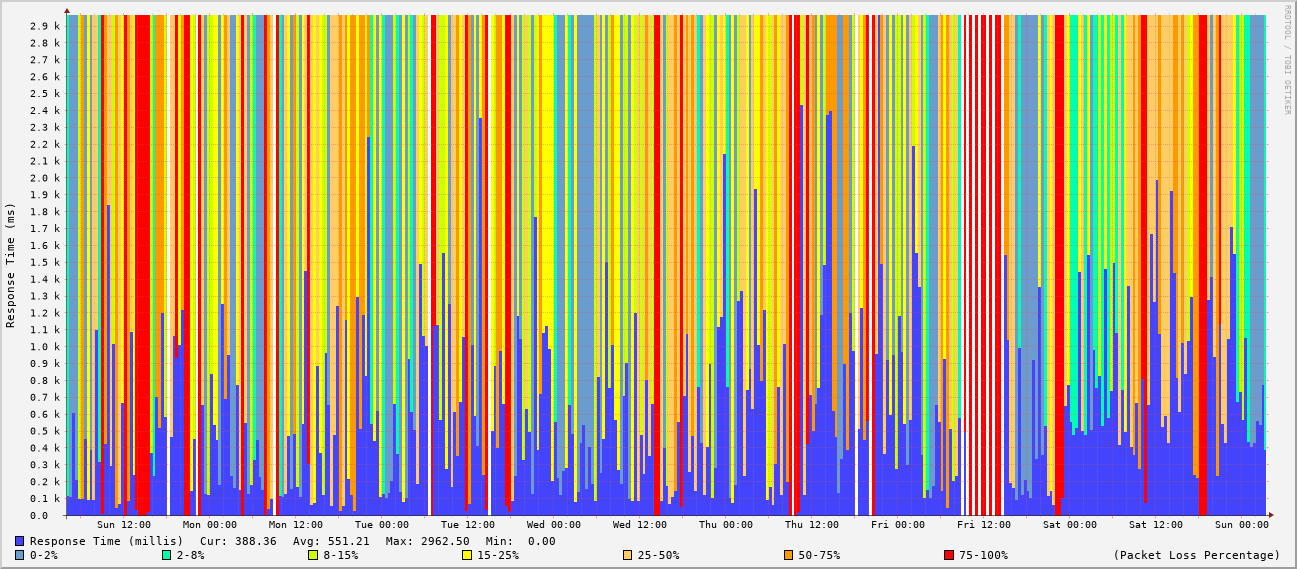 RRDTOOL / TOBI OETIKER
Response Time (ms)
2.9 k
2.8 k
2.7 k
2.6 k
2.5 k
2.4 k
2.3 k
2.2 k
2.1 k
2.0 k
1.9 k
1.8 k
1.7 k
1.6 k
1.5 k
1.4 k
1.3 k
1.2 k
1.1 k
1.0 k
0.9 k
0.8 k
0.7 k
0.6 k
0.5 k
0.4 k
0.3 k
0.2 k
0.1 k
0.0
Sun 12:00 Mon 00:00 Mon 12:00 Tue 00:00 Tue 12:00 Wed 00:00 Wed 12:00 Thu 00:00 Thu 12:00 Fri 00:00 Fri 12:00 Sat 00:00 Sat 12:00 Sun 00:00
Response Time (millis) Cur: 388.36 Avg: 551.21 Max: 2962.50 Min: 0.00
0-2% 2-8% 8-15% 15-25% 25-50% 50-75% 75-100% (Packet Loss Percentage)